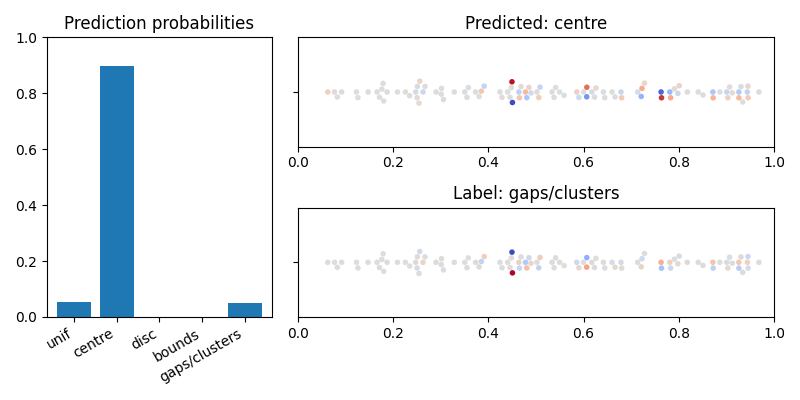 Prediction probabilities
1.0
0.8
0.6
0.4
0.2
0.0
unif
centre
disc
bounds
gaps/clusters
Predicted: centre
0.0 0.2 0.4 0.6 0.8 1.0
Label: gaps/clusters
0.0 0.2 0.4 0.6 0.8 1.0